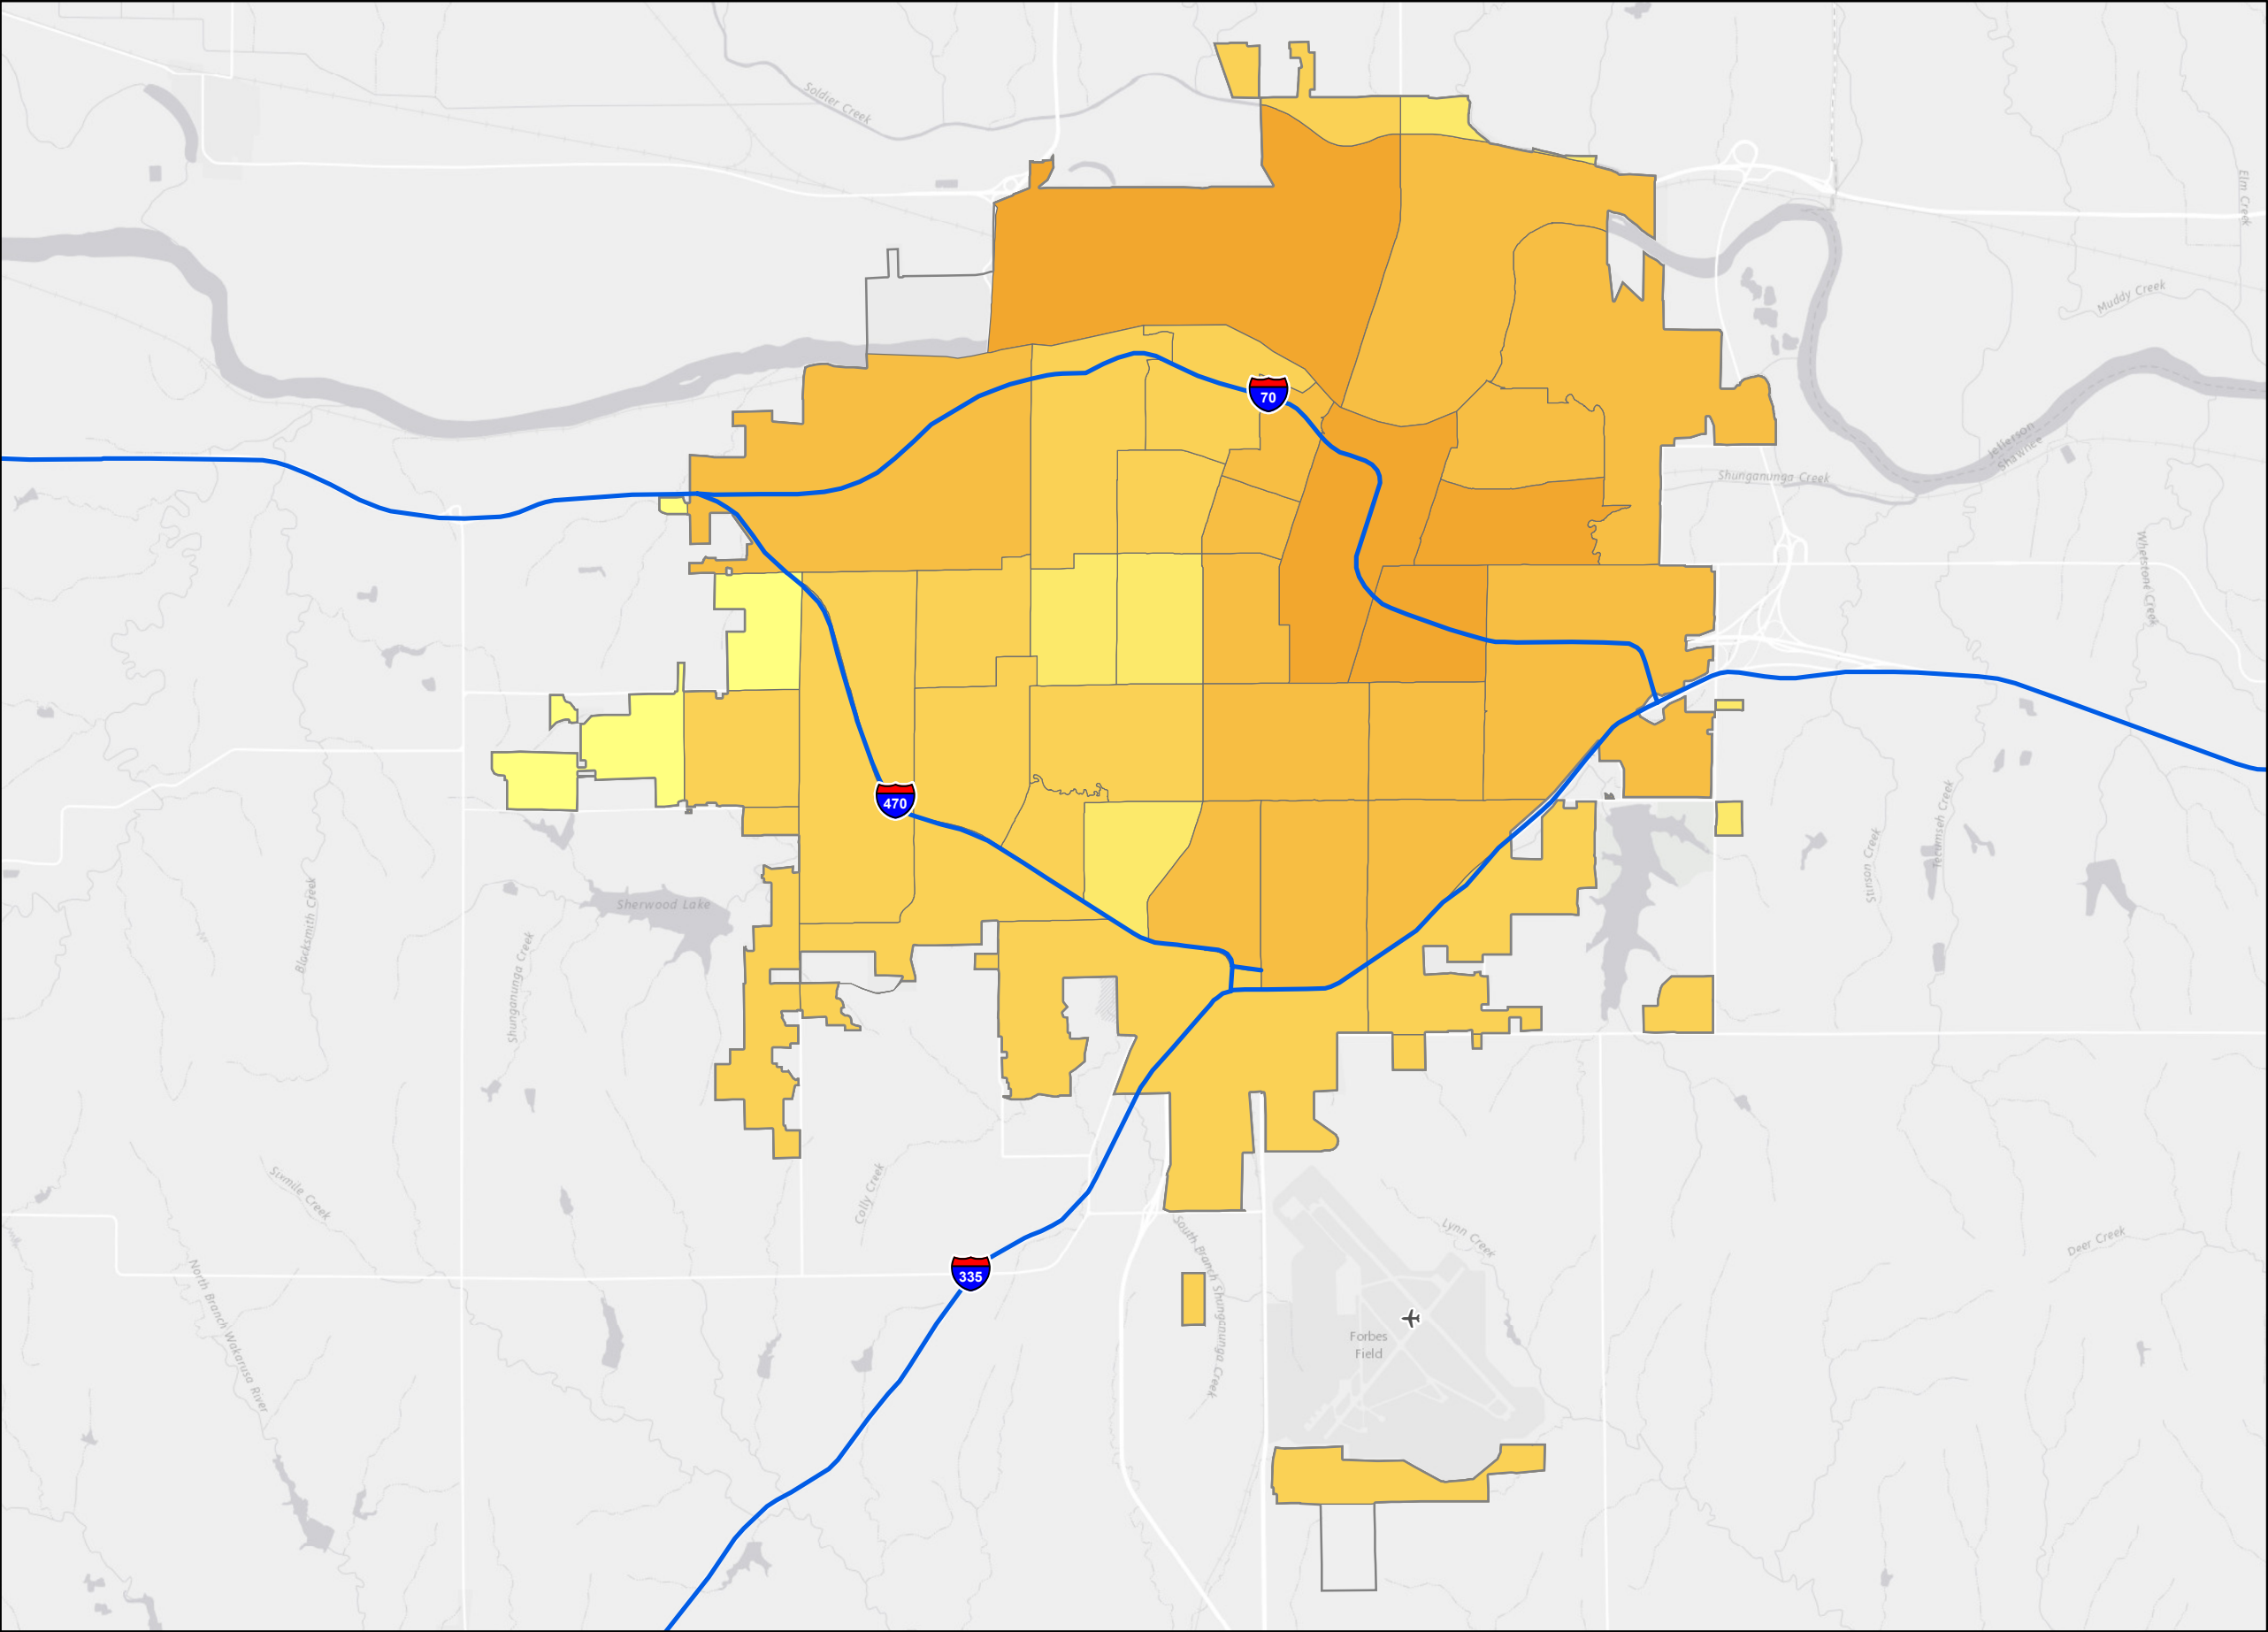 Soldier Creek
Elm Creek
Muddy Creek
70
Jefferson
Shawnee
Shunganunga Creek
Whetstone Creek
470
Sherwood Lake
Blacksmith Creek
Shunganunga Creek
Stinson Creek
Tecumseh Creek
Sixmile Creek
Colly Creek
South Branch Shunganunga Creek
Lynn Creek
Deer Creek
335
North Branch Wakarusa River
Forbes
Field